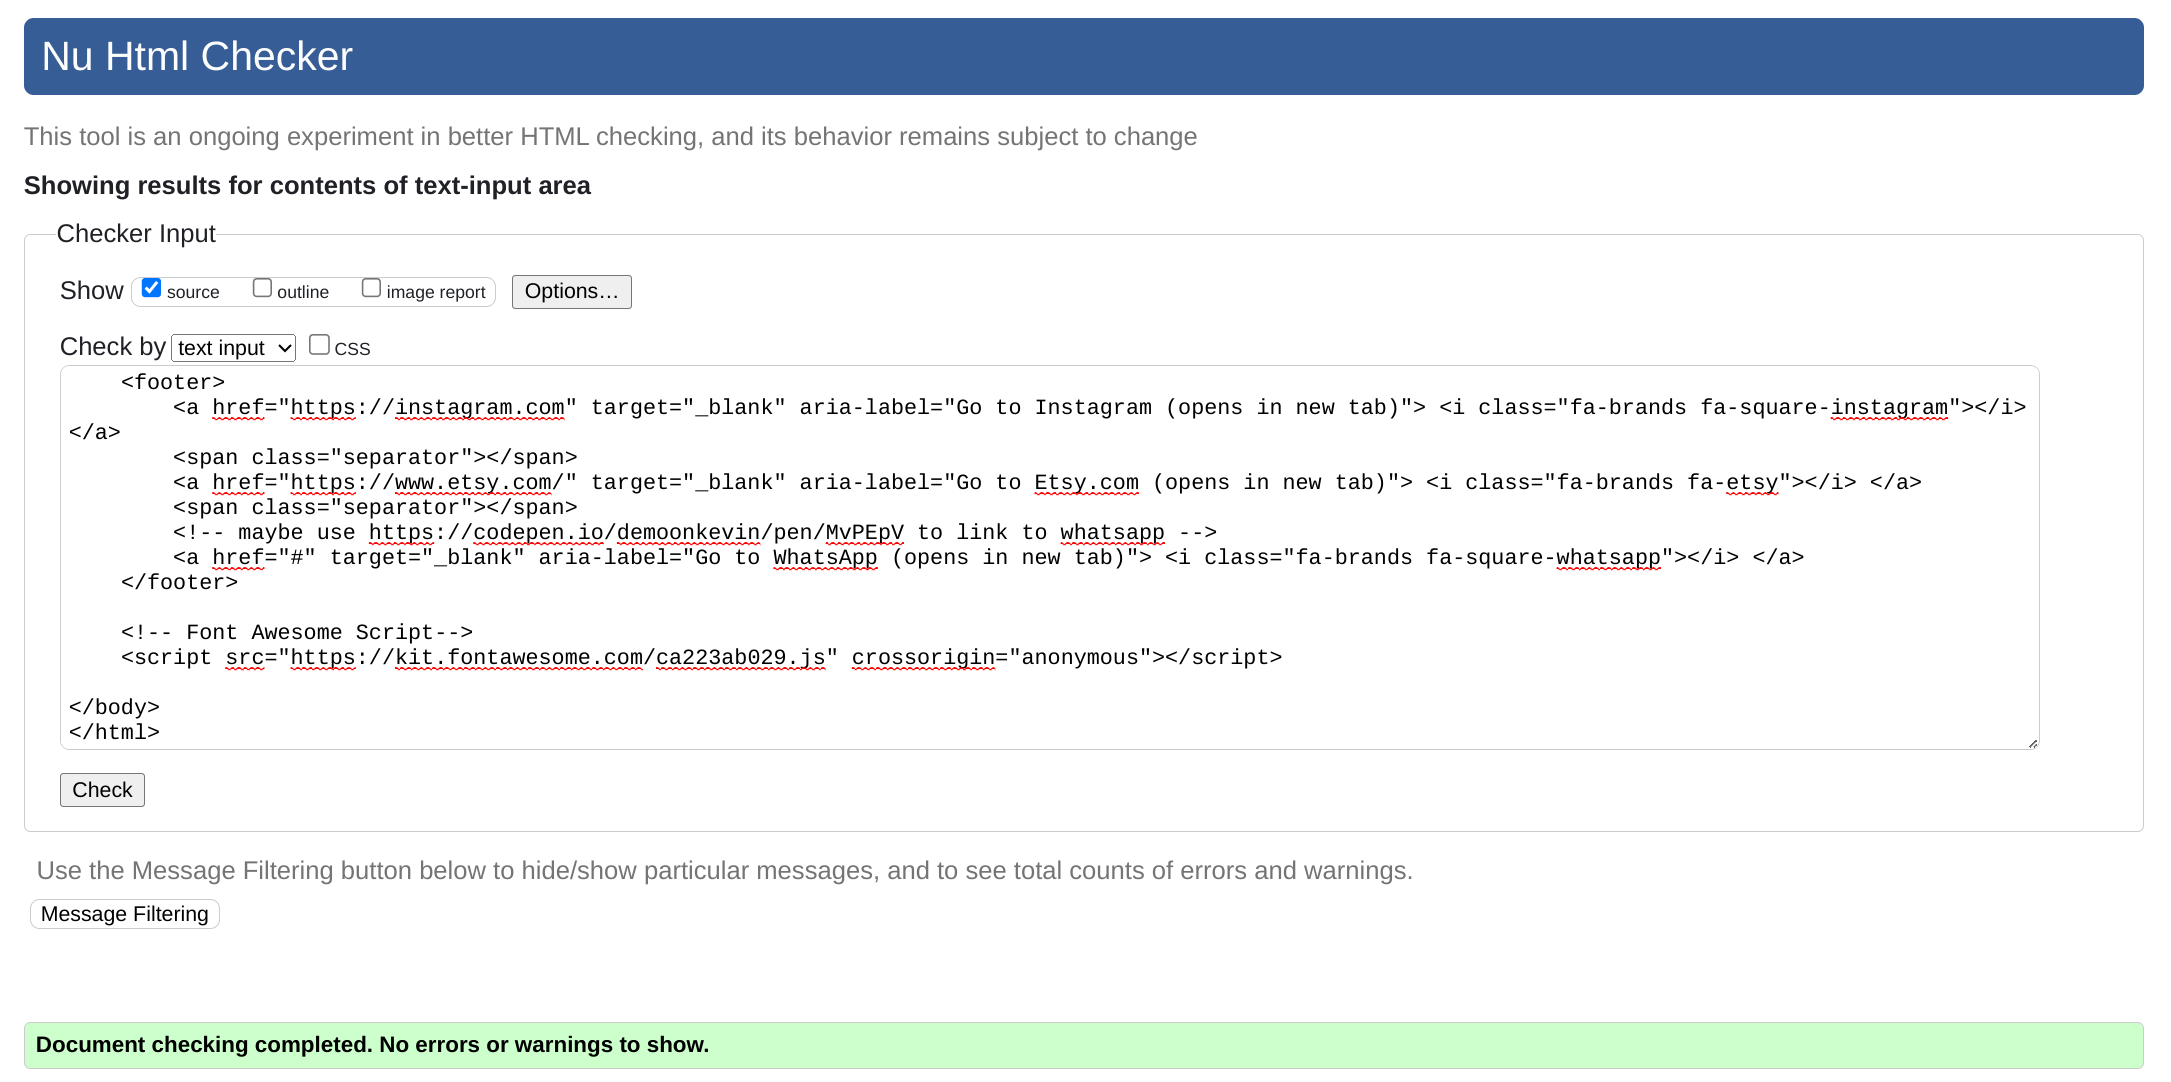 Nu Html Checker
This tool is an ongoing experiment in better HTML checking, and its behavior remains subject to change
Showing results for contents of text-input area
Checker Input
Show source outline image report Options…
Check by text input CSS
<footer>
<a href="https://instagram.com" target="_blank" aria-label="Go to Instagram (opens in new tab)"> <i class="fa-brands fa-square-instagram"></i>
</a>
<span class="separator"></span>
<a href="https://www.etsy.com/" target="_blank" aria-label="Go to Etsy.com (opens in new tab)"> <i class="fa-brands fa-etsy"></i> </a>
<span class="separator"></span>
<!-- maybe use https://codepen.io/demoonkevin/pen/MvPEpV to link to whatsapp -->
<a href="#" target="_blank" aria-label="Go to WhatsApp (opens in new tab)"> <i class="fa-brands fa-square-whatsapp"></i> </a>
</footer>
<!-- Font Awesome Script-->
<script src="https://kit.fontawesome.com/ca223ab029.js" crossorigin="anonymous"></script>
</body>
</html>
Check
Use the Message Filtering button below to hide/show particular messages, and to see total counts of errors and warnings.
Message Filtering
Document checking completed. No errors or warnings to show.